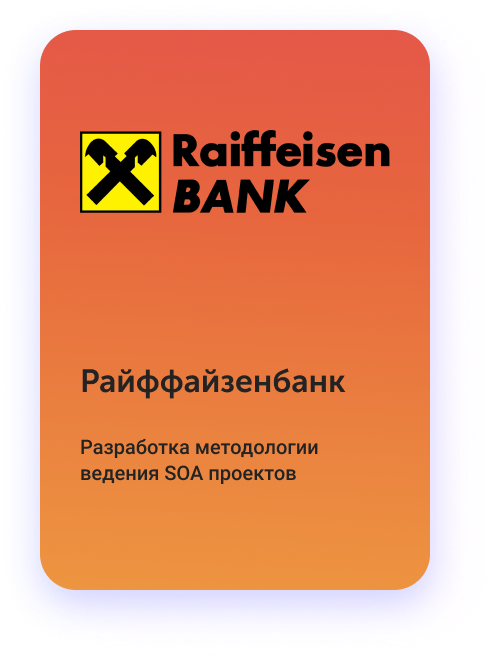 Raiffeisen
BANK
Райффайзенбанк
Разработка методологии
ведения SOA проектов